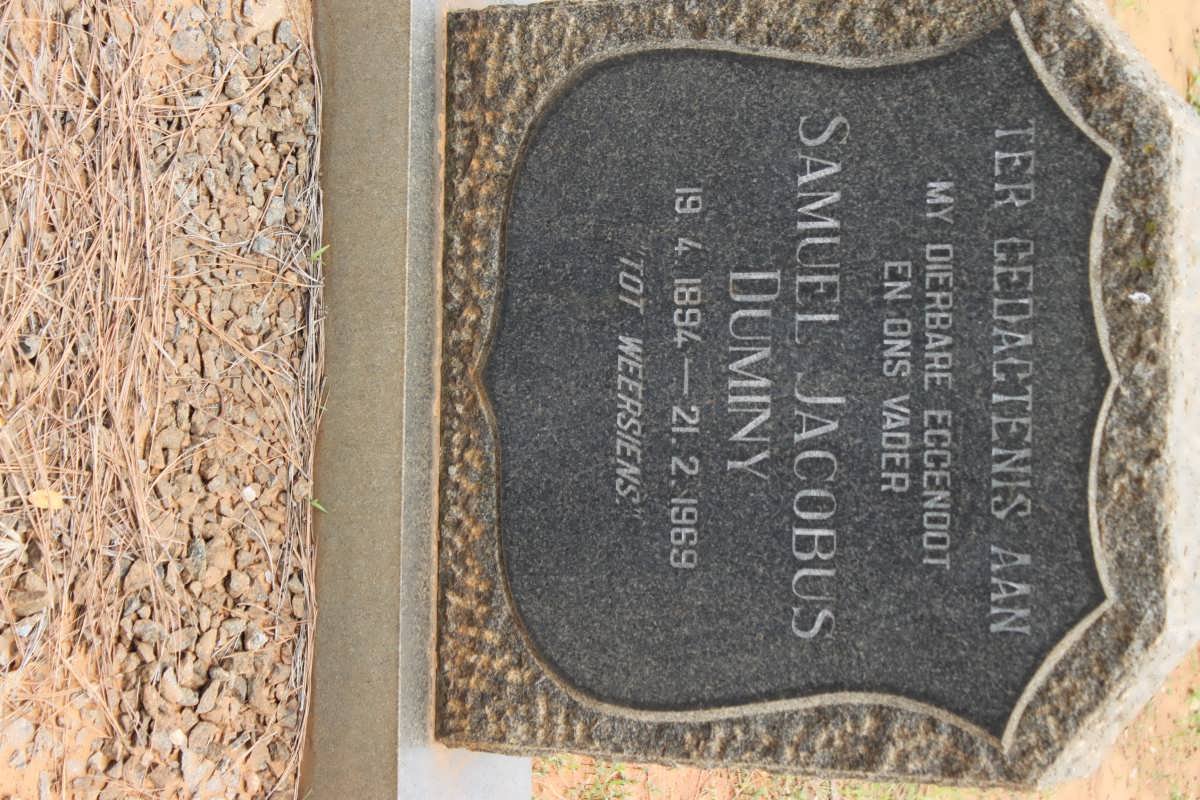 TER GEDAGTENIS AAN
MY DIERBARE EGGENOOT
EN ONS VADER
SAMUEL JACOBUS
DUMINY
19. 4. 1894 — 21. 2. 1969
"TOT WEERSIENS"